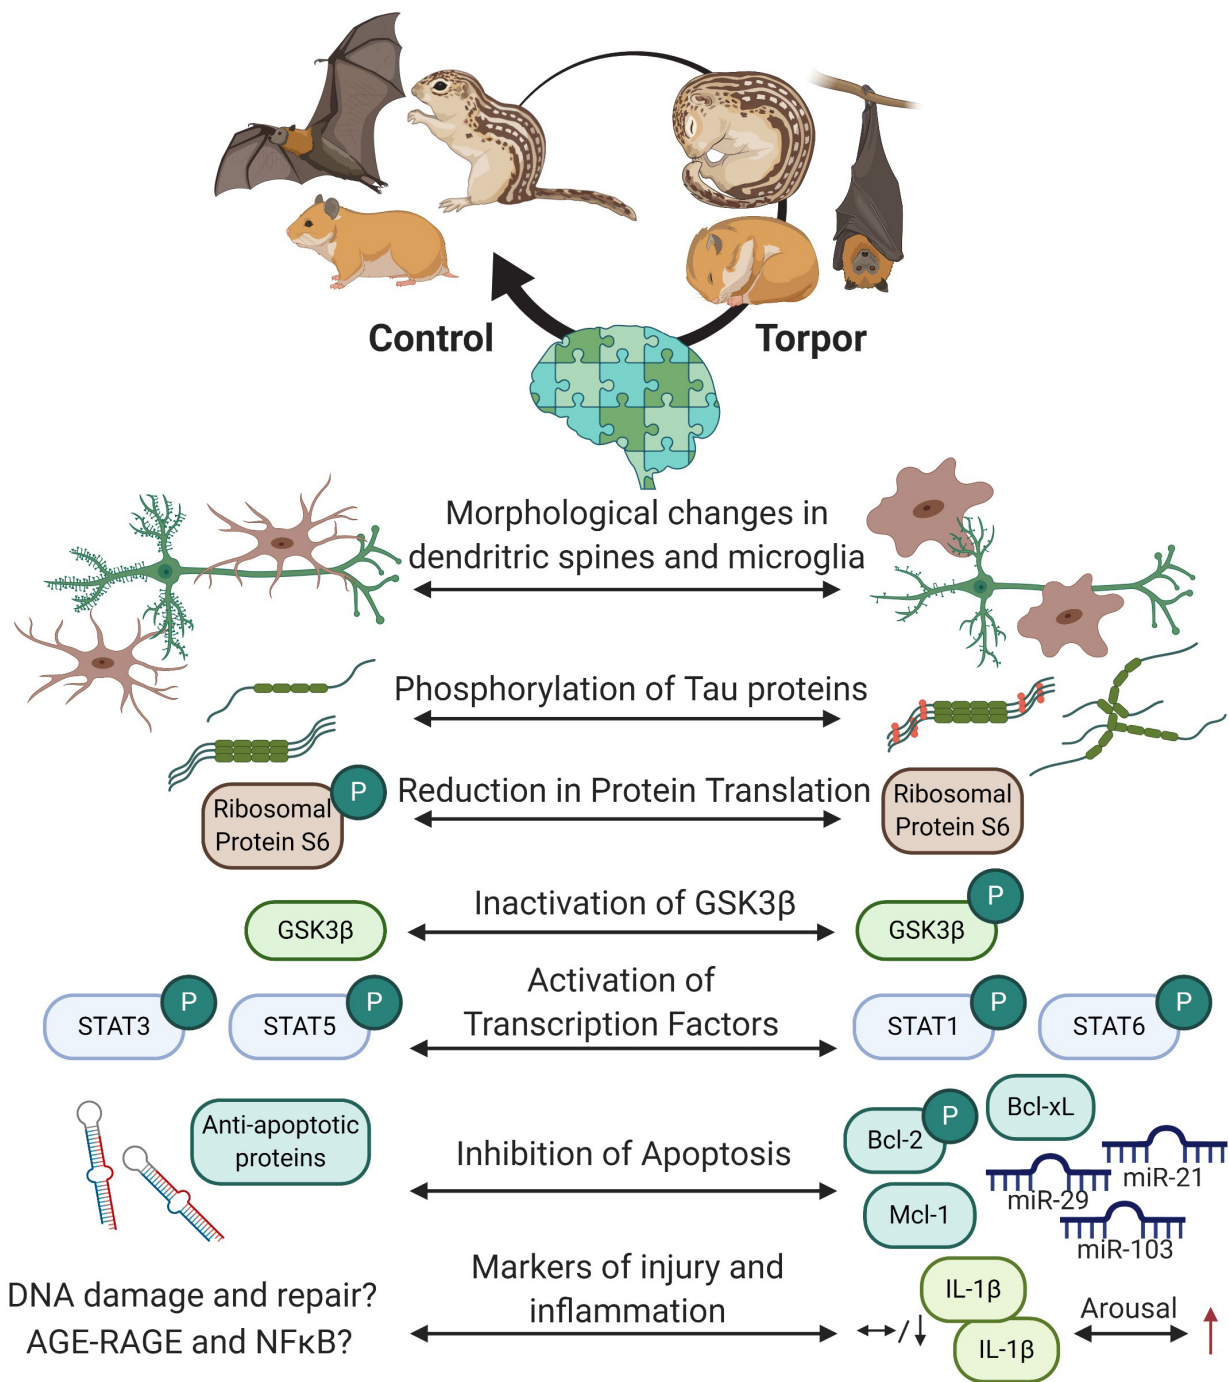 Control
Torpor
Morphological changes in
dendritric spines and microglia
Phosphorylation of Tau proteins
Ribosomal
Protein S6
P
Reduction in Protein Translation
Ribosomal
Protein S6
GSK3β
Inactivation of GSK3β
GSK3β
P
STAT3
P
STAT5
P
Activation of
Transcription Factors
STAT1
P
STAT6
P
Anti-apoptotic
proteins
Inhibition of Apoptosis
Bcl-2
P
Bcl-xL
Mcl-1
miR-21
miR-29
miR-103
DNA damage and repair?
AGE-RAGE and NFκB?
Markers of injury and
inflammation
/
IL-1β
IL-1β
Arousal